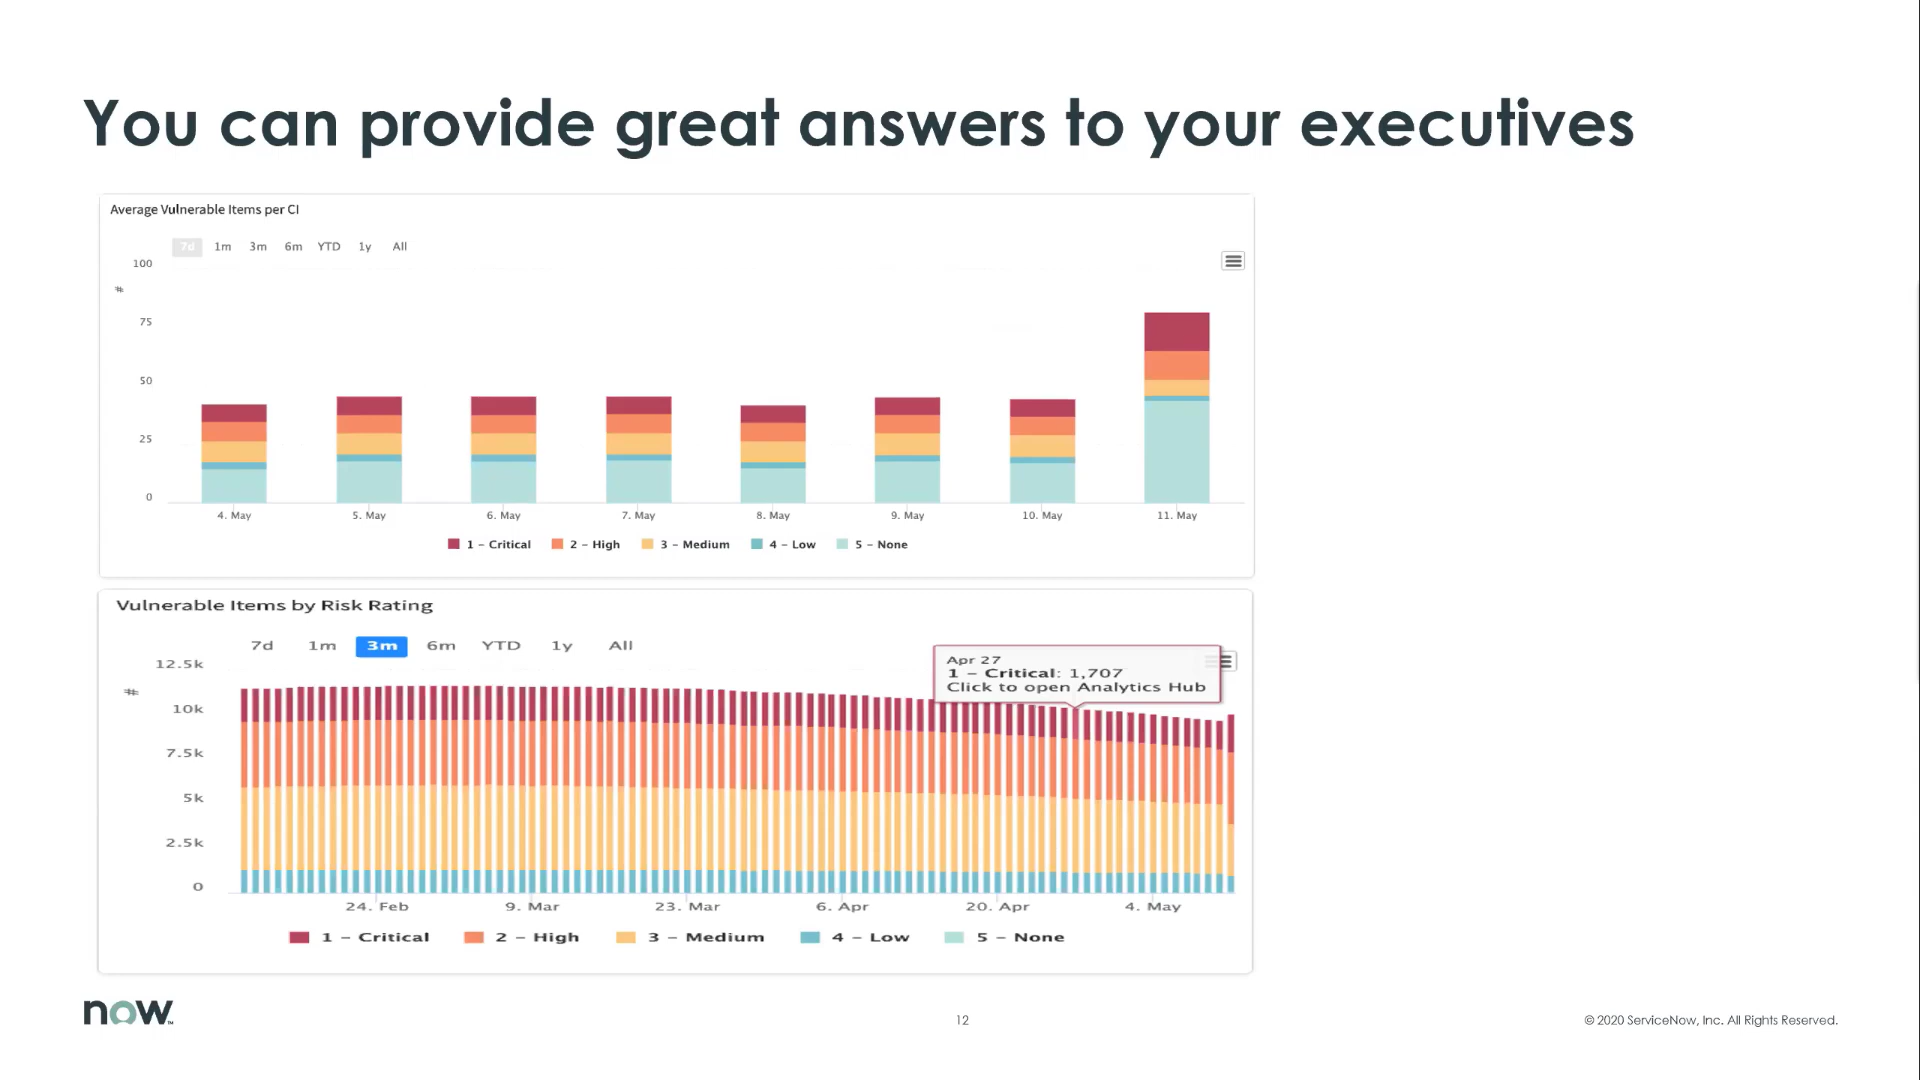 You can provide great answers to your executives
Average Vulnerable Items per CI
7d 1m 3m 6m YTD 1y All
100
#
75
50
25
0
4. May 5. May 6. May 7. May 8. May 9. May 10. May 11. May
1 – Critical 2 – High 3 – Medium 4 – Low 5 – None
Vulnerable Items by Risk Rating
7d 1m 3m 6m YTD 1y All
Apr 27
1 – Critical: 1,707
Click to open Analytics Hub
12.5k
#
10k
7.5k
5k
2.5k
0
24. Feb 9. Mar 23. Mar 6. Apr 20. Apr 4. May
1 – Critical 2 – High 3 – Medium 4 – Low 5 – None
now
12
© 2020 ServiceNow, Inc. All Rights Reserved.